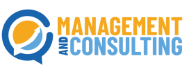 MANAGEMENT
AND CONSULTING